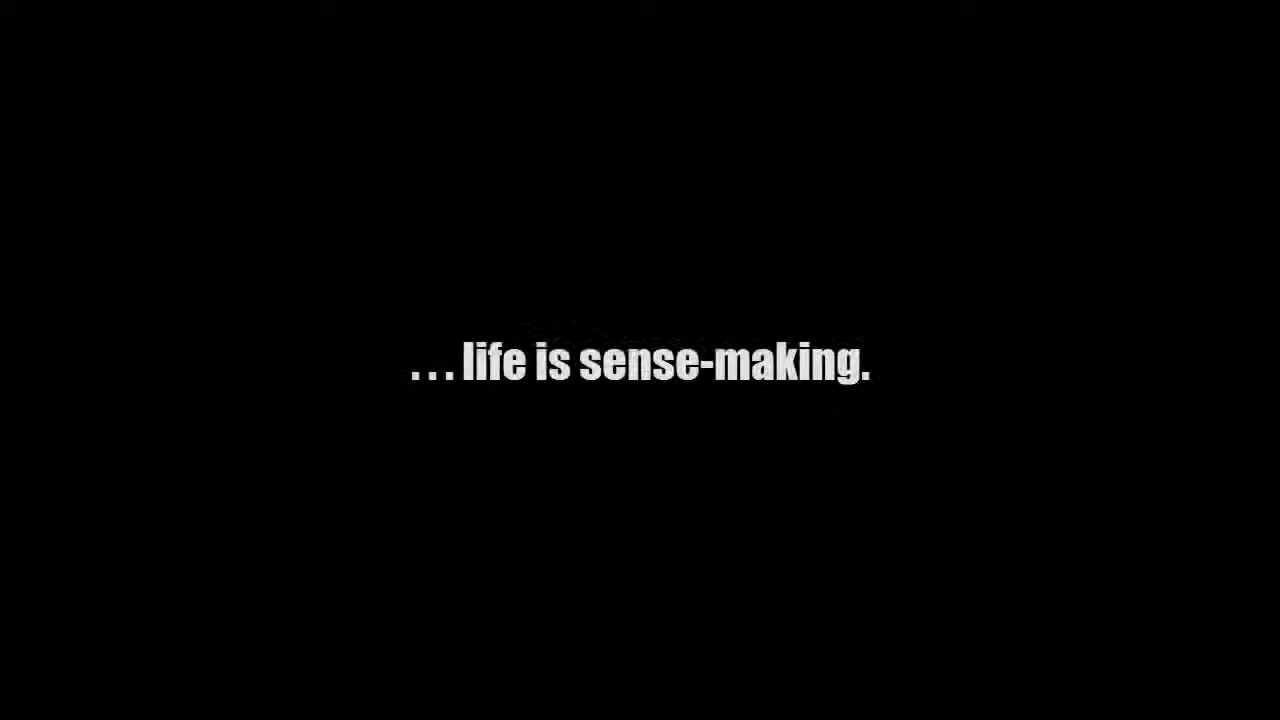 . . . life is sense-making.